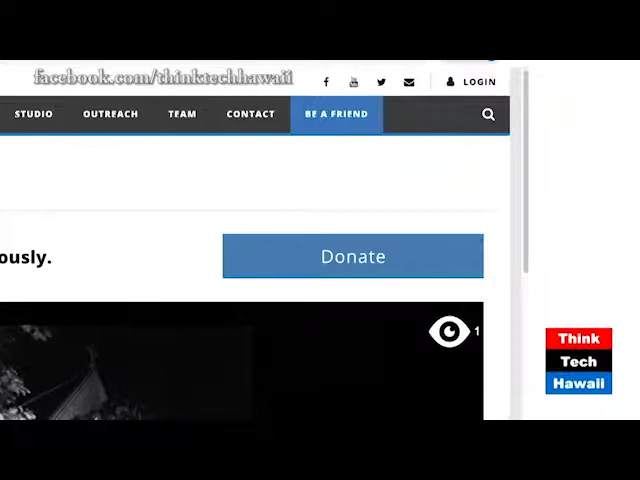 facebook.com/thinktechhawaii
LOGIN
STUDIO OUTREACH TEAM CONTACT BE A FRIEND
ously. Donate
1
Think
Tech
Hawaii